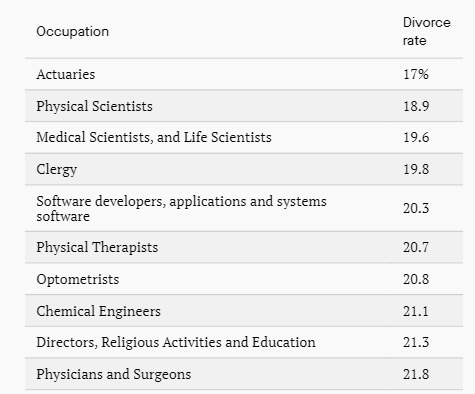 Occupation Divorce
rate
Actuaries 17%
Physical Scientists 18.9
Medical Scientists, and Life Scientists 19.6
Clergy 19.8
Software developers, applications and systems
software 20.3
Physical Therapists 20.7
Optometrists 20.8
Chemical Engineers 21.1
Directors, Religious Activities and Education 21.3
Physicians and Surgeons 21.8